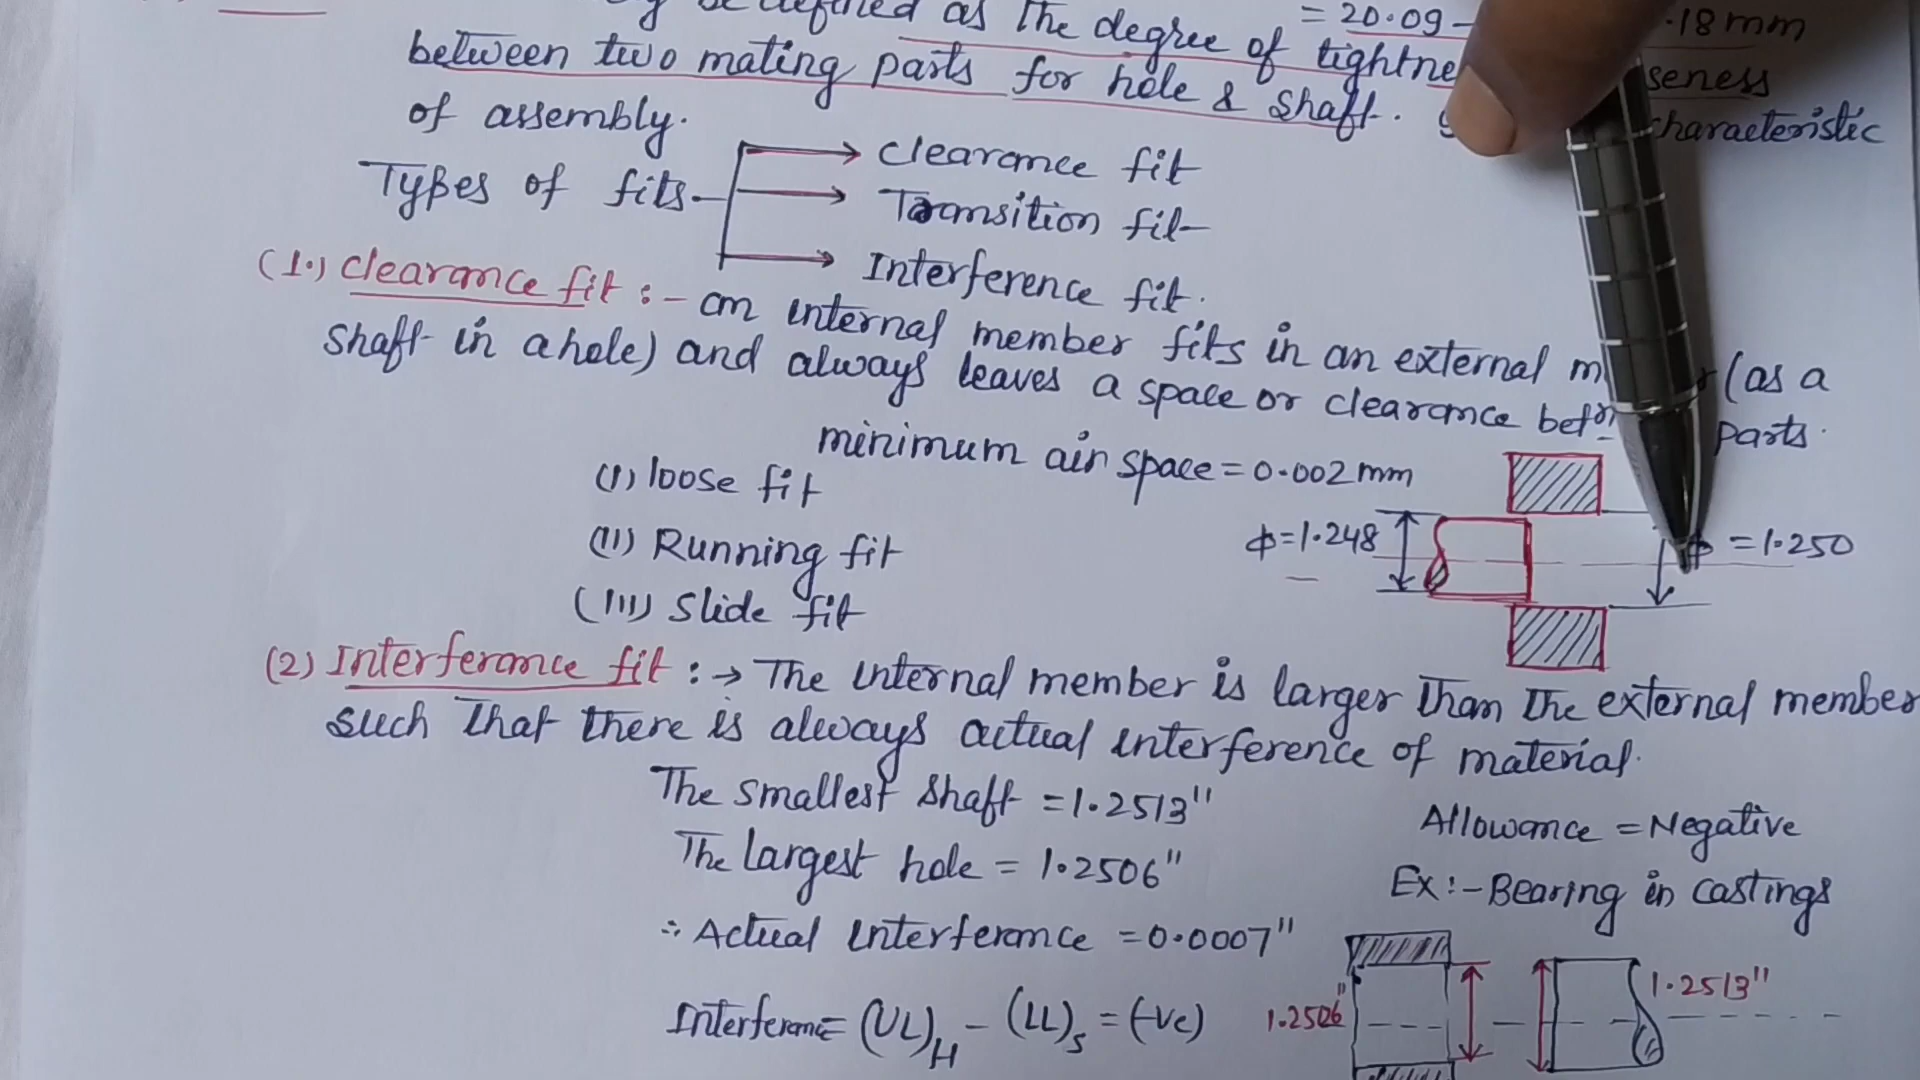 be defined as the degree of tightne
= 20.09 -
.18 mm
seness
between two mating parts for hole & shaft.
characteristic
of assembly.
Types of fits
clearance fit
Transition fit
Interference fit.
(1.) clearance fit :- an internal member fits in an external m (as a
shaft in a hole) and always leaves a space or clearance betn parts.
minimum air space = 0.002 mm
(I) loose fit
(II) Running fit
(III) Slide fit
ɸ=1.248
= 1.250
(2) Interference fit :→ The internal member is larger than the external member
such that there is always actual interference of material.
The smallest shaft = 1.2513"
The largest hole = 1.2506"
∴ Actual interference = 0.0007"
Interference = (UL)H - (LL)s = (-ve)
Allowance = Negative
Ex :- Bearing in castings
1.2506"
1.2513"